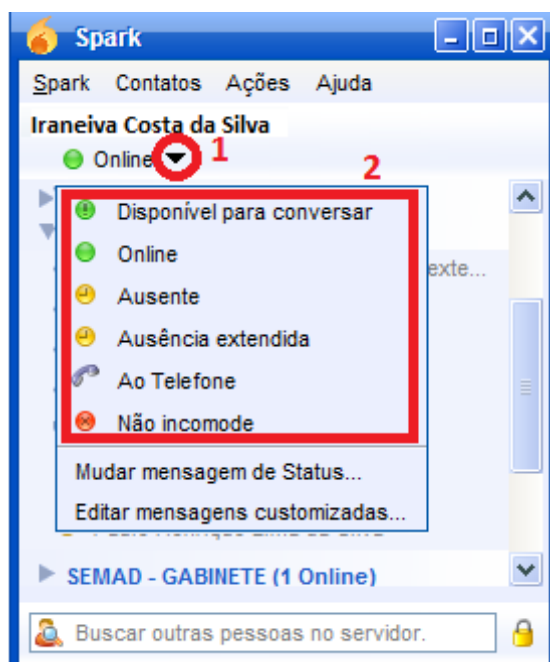 Spark
Spark Contatos Ações Ajuda
Iraneiva Costa da Silva
Online 1
2
Disponível para conversar
Online
exte...
Ausente
Ausência extendida
Ao Telefone
Não incomode
Mudar mensagem de Status...
Editar mensagens customizadas...
SEMAD - GABINETE (1 Online)
Buscar outras pessoas no servidor.